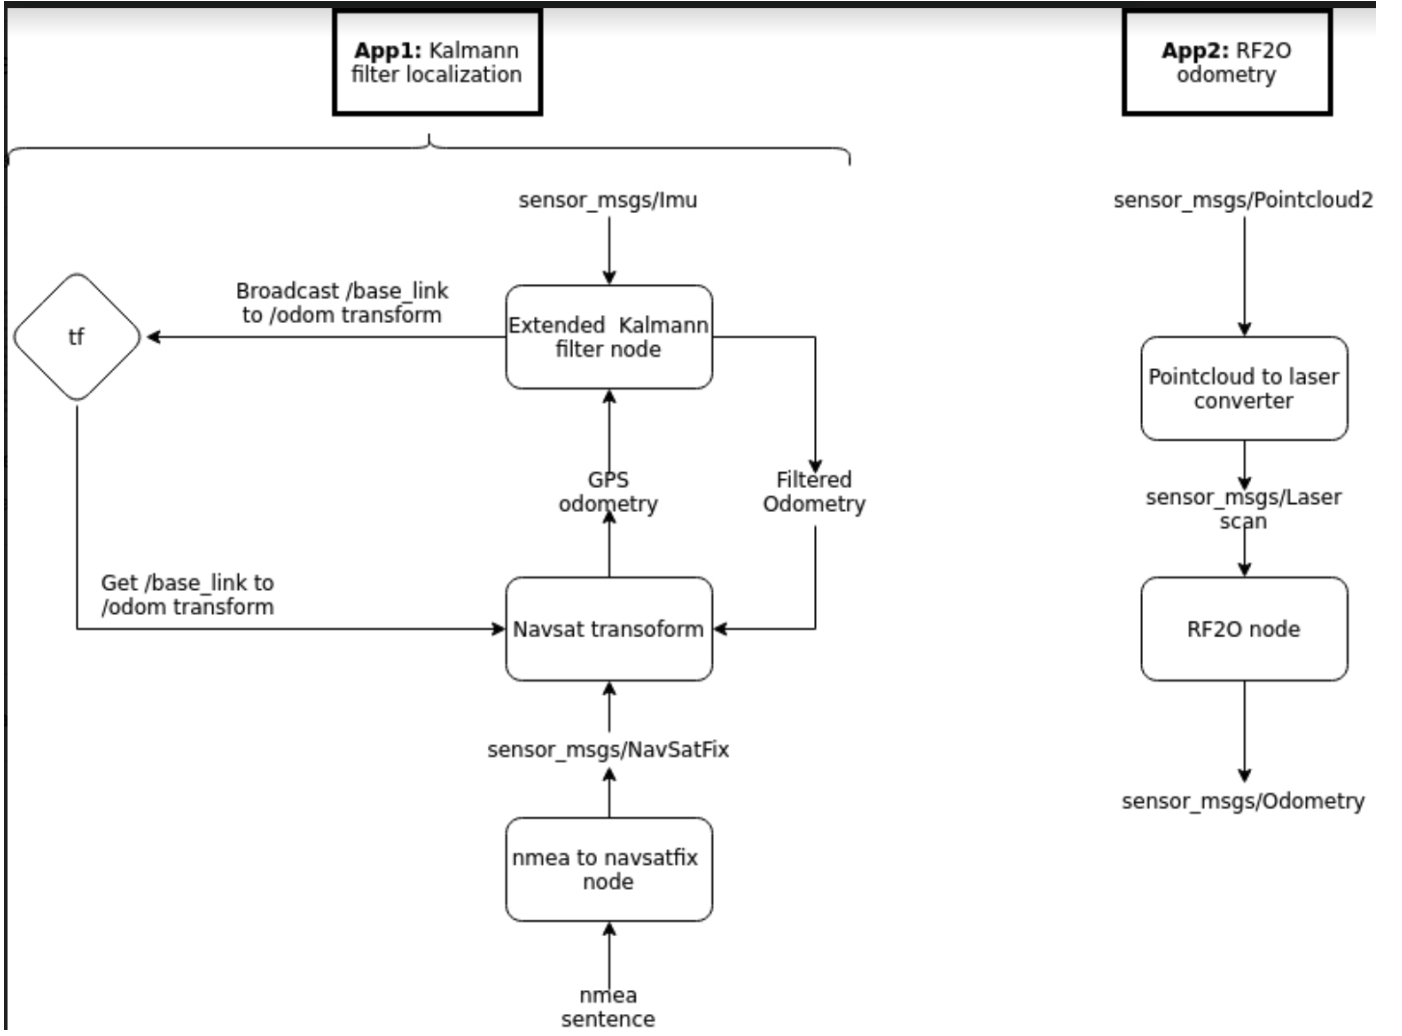 App1: Kalmann
filter localization
App2: RF2O
odometry
sensor_msgs/Imu
sensor_msgs/Pointcloud2
Broadcast /base_link
to /odom transform
tf
Extended Kalmann
filter node
Pointcloud to laser
converter
GPS
odometry
Filtered
Odometry
sensor_msgs/Laser
scan
Get /base_link to
/odom transform
Navsat transoform
RF2O node
sensor_msgs/NavSatFix
sensor_msgs/Odometry
nmea to navsatfix
node
nmea
sentence